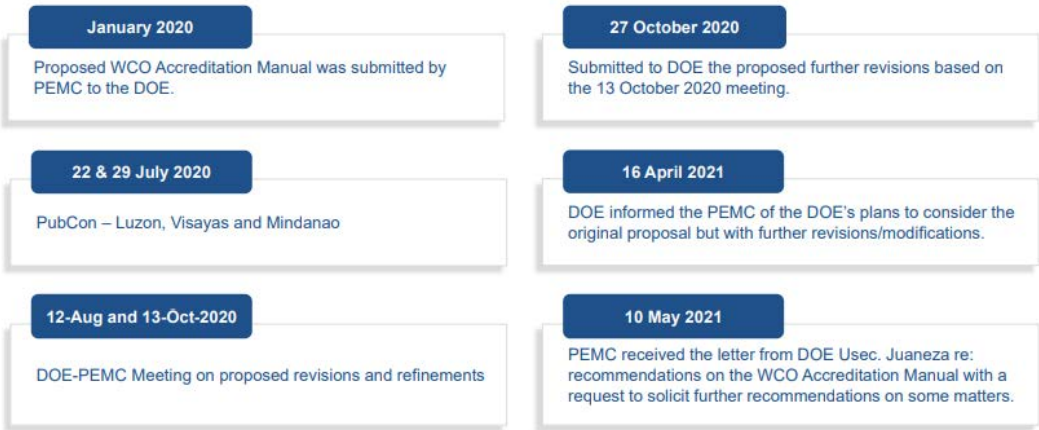 January 2020
Proposed WCO Accreditation Manual was submitted by
PEMC to the DOE.
22 & 29 July 2020
PubCon – Luzon, Visayas and Mindanao
12-Aug and 13-Oct-2020
DOE-PEMC Meeting on proposed revisions and refinements
27 October 2020
Submitted to DOE the proposed further revisions based on
the 13 October 2020 meeting.
16 April 2021
DOE informed the PEMC of the DOE's plans to consider the
original proposal but with further revisions/modifications.
10 May 2021
PEMC received the letter from DOE Usec. Juaneza re:
recommendations on the WCO Accreditation Manual with a
request to solicit further recommendations on some matters.